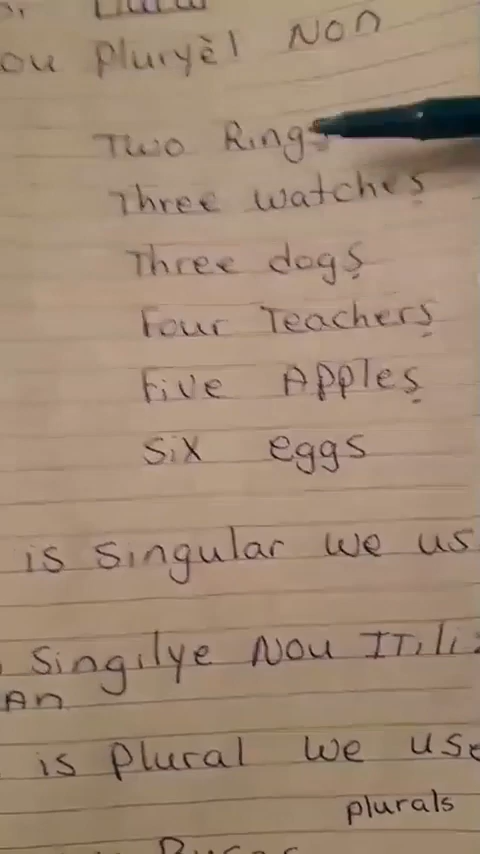 ou Pluryèl Non
Two Rings
Three watches
Three dogs
Four Teachers
Five Apples
Six eggs
is Singular we us
Singilye Nou ITili
An
is Plural we use
plurals